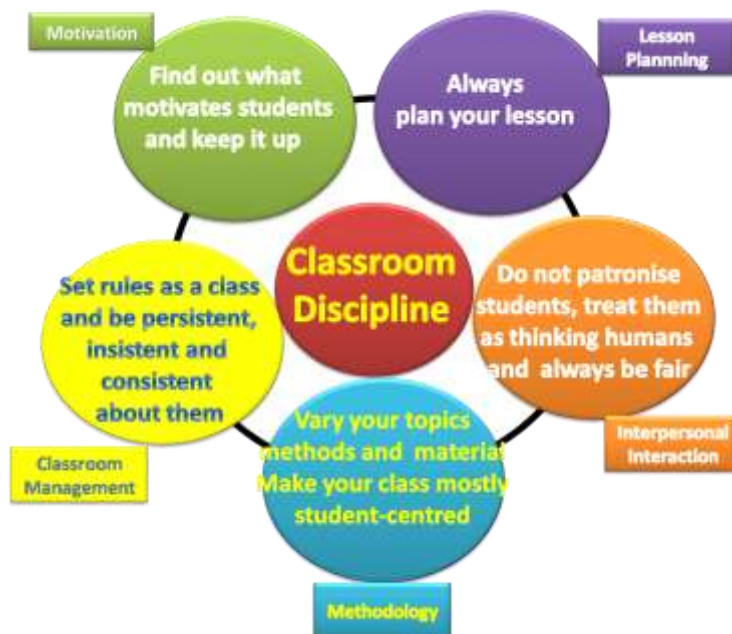 Motivation
Find out what
motivates students
and keep it up
Lesson
Plannning
Always
plan your lesson
Classroom
Discipline
Do not patronise
students, treat them
as thinking humans
and always be fair
Interpersonal
Interaction
Set rules as a class
and be persistent,
insistent and
consistent
about them
Classroom
Management
Vary your topics
methods and material
Make your class mostly
student-centred
Methodology